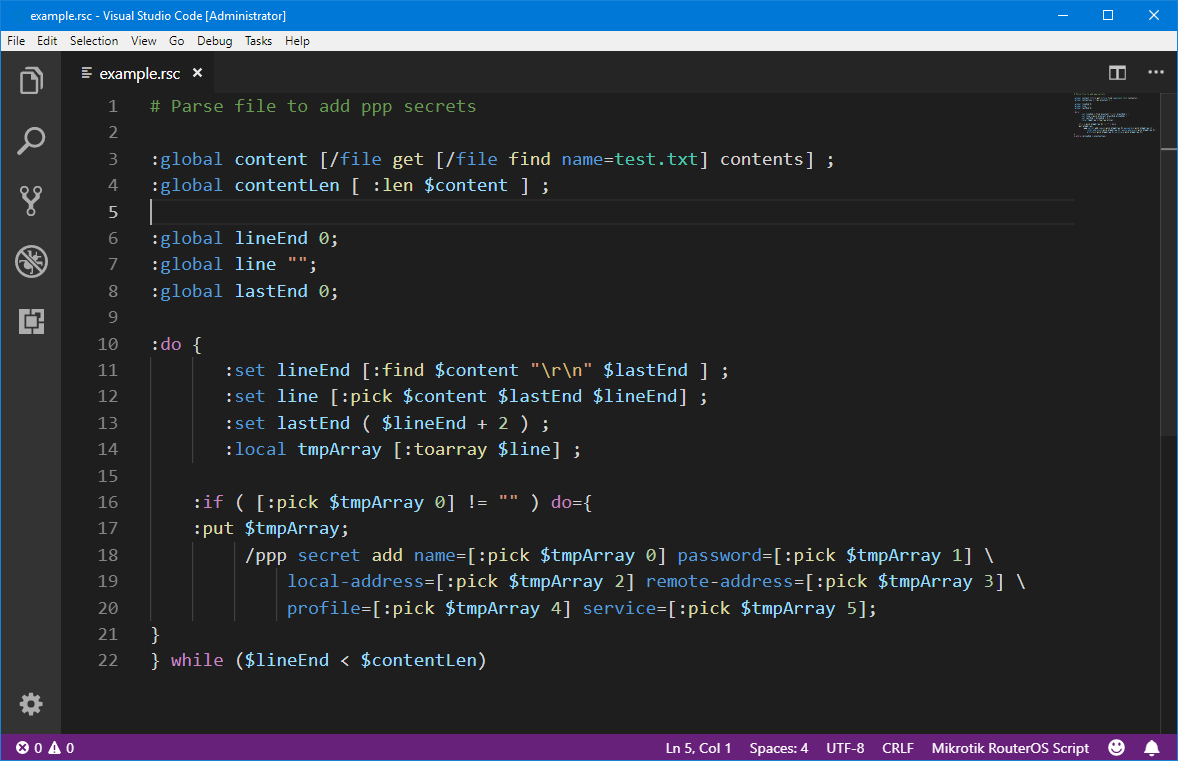 example.rsc - Visual Studio Code [Administrator]
File Edit Selection View Go Debug Tasks Help
example.rsc
1 # Parse file to add ppp secrets
2
3 :global content [/file get [/file find name=test.txt] contents] ;
4 :global contentLen [ :len $content ] ;
5
6 :global lineEnd 0;
7 :global line "";
8 :global lastEnd 0;
9
10 :do {
11 :set lineEnd [:find $content "\r\n" $lastEnd ] ;
12 :set line [:pick $content $lastEnd $lineEnd] ;
13 :set lastEnd ( $lineEnd + 2 ) ;
14 :local tmpArray [:toarray $line] ;
15
16 :if ( [:pick $tmpArray 0] != "" ) do={
17 :put $tmpArray;
18 /ppp secret add name=[:pick $tmpArray 0] password=[:pick $tmpArray 1] \
19 local-address=[:pick $tmpArray 2] remote-address=[:pick $tmpArray 3] \
20 profile=[:pick $tmpArray 4] service=[:pick $tmpArray 5];
21 }
22 } while ($lineEnd < $contentLen)
0 0 Ln 5, Col 1 Spaces: 4 UTF-8 CRLF Mikrotik RouterOS Script